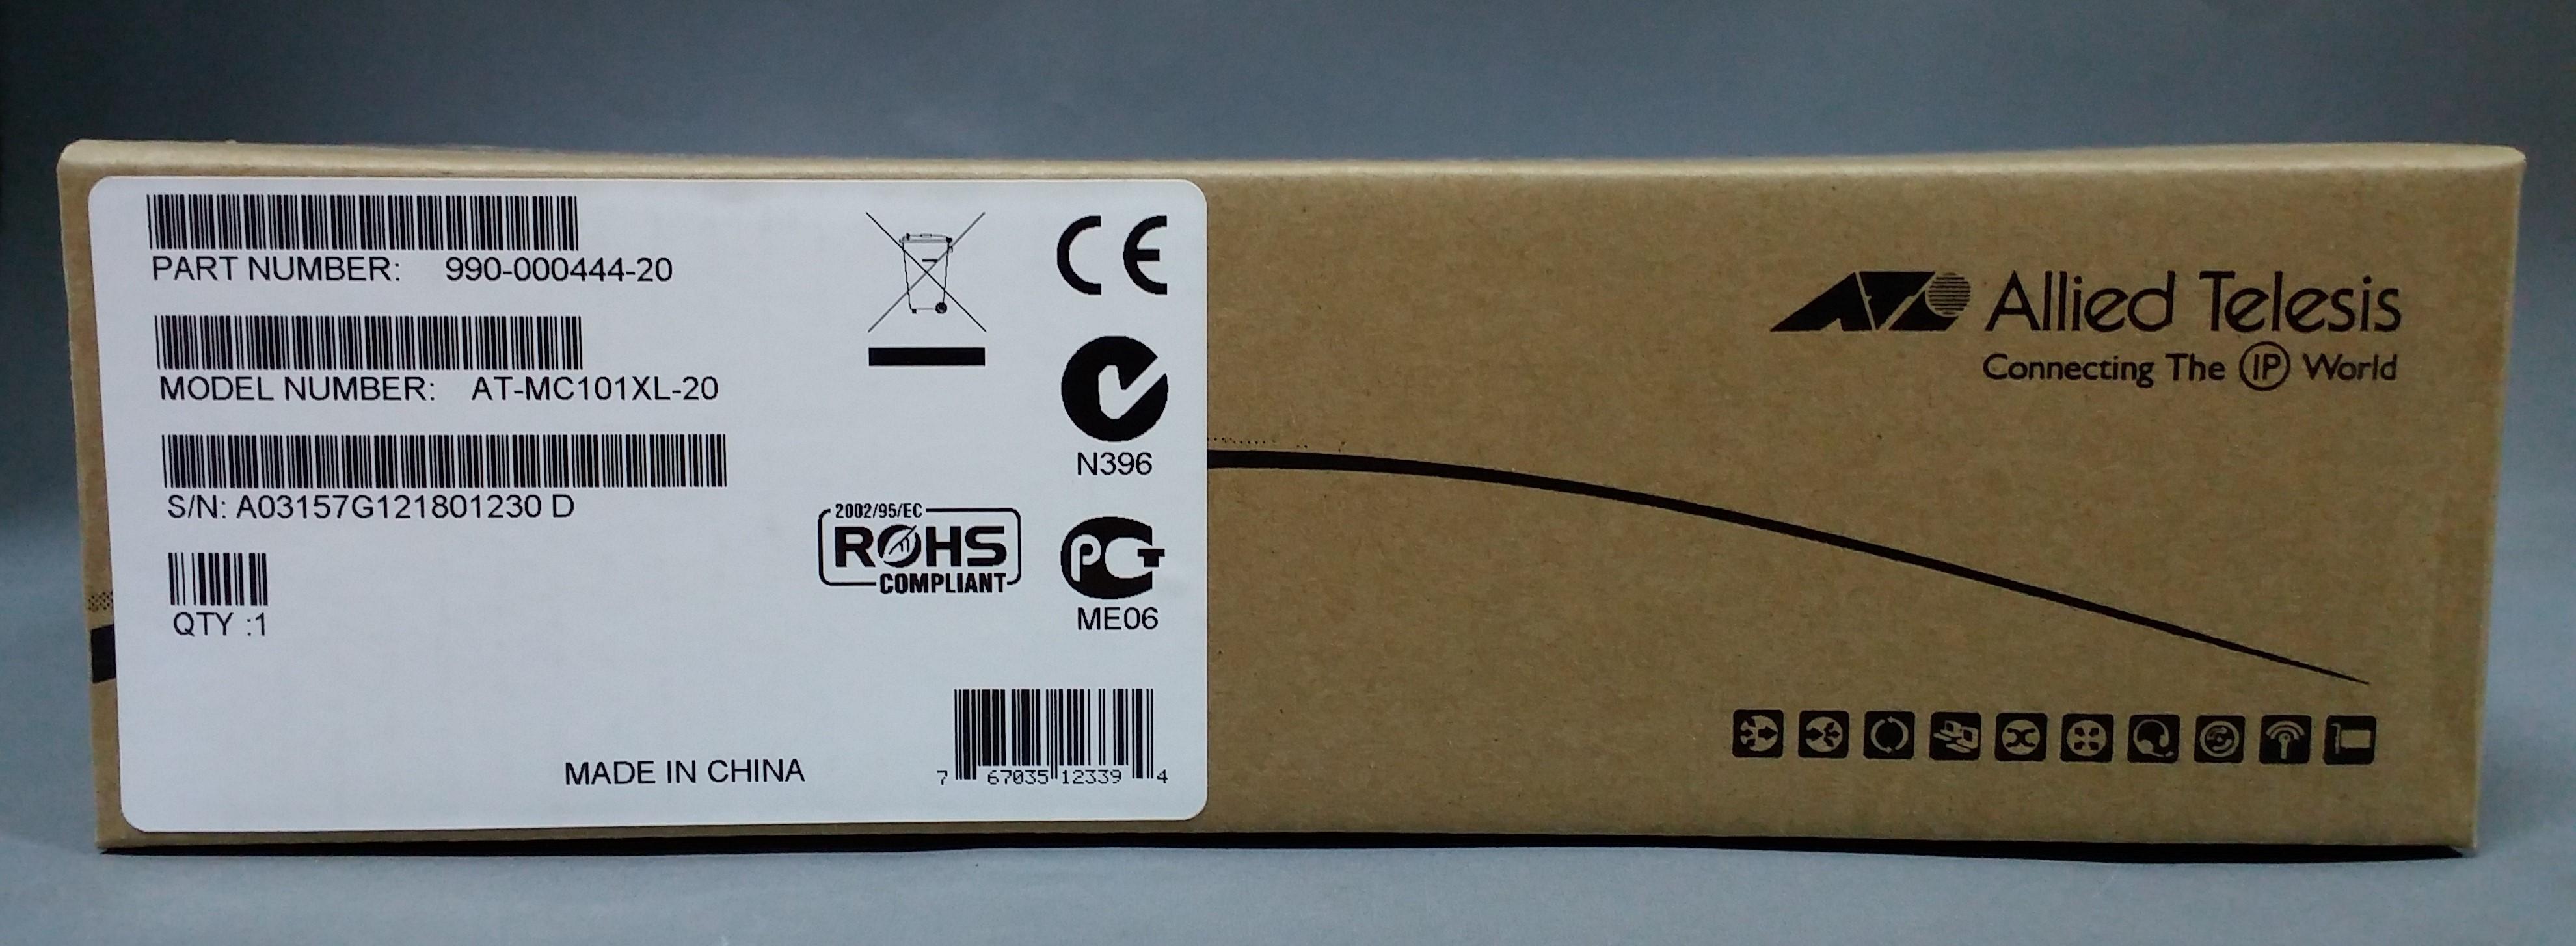 PART NUMBER: 990-000444-20
MODEL NUMBER: AT-MC101XL-20
S/N: A03157G121801230 D
QTY :1
CE
N396
2002/95/EC
ROHS
COMPLIANT
PCT
ME06
MADE IN CHINA
7 67035 12339 4
Allied Telesis
Connecting The IP World